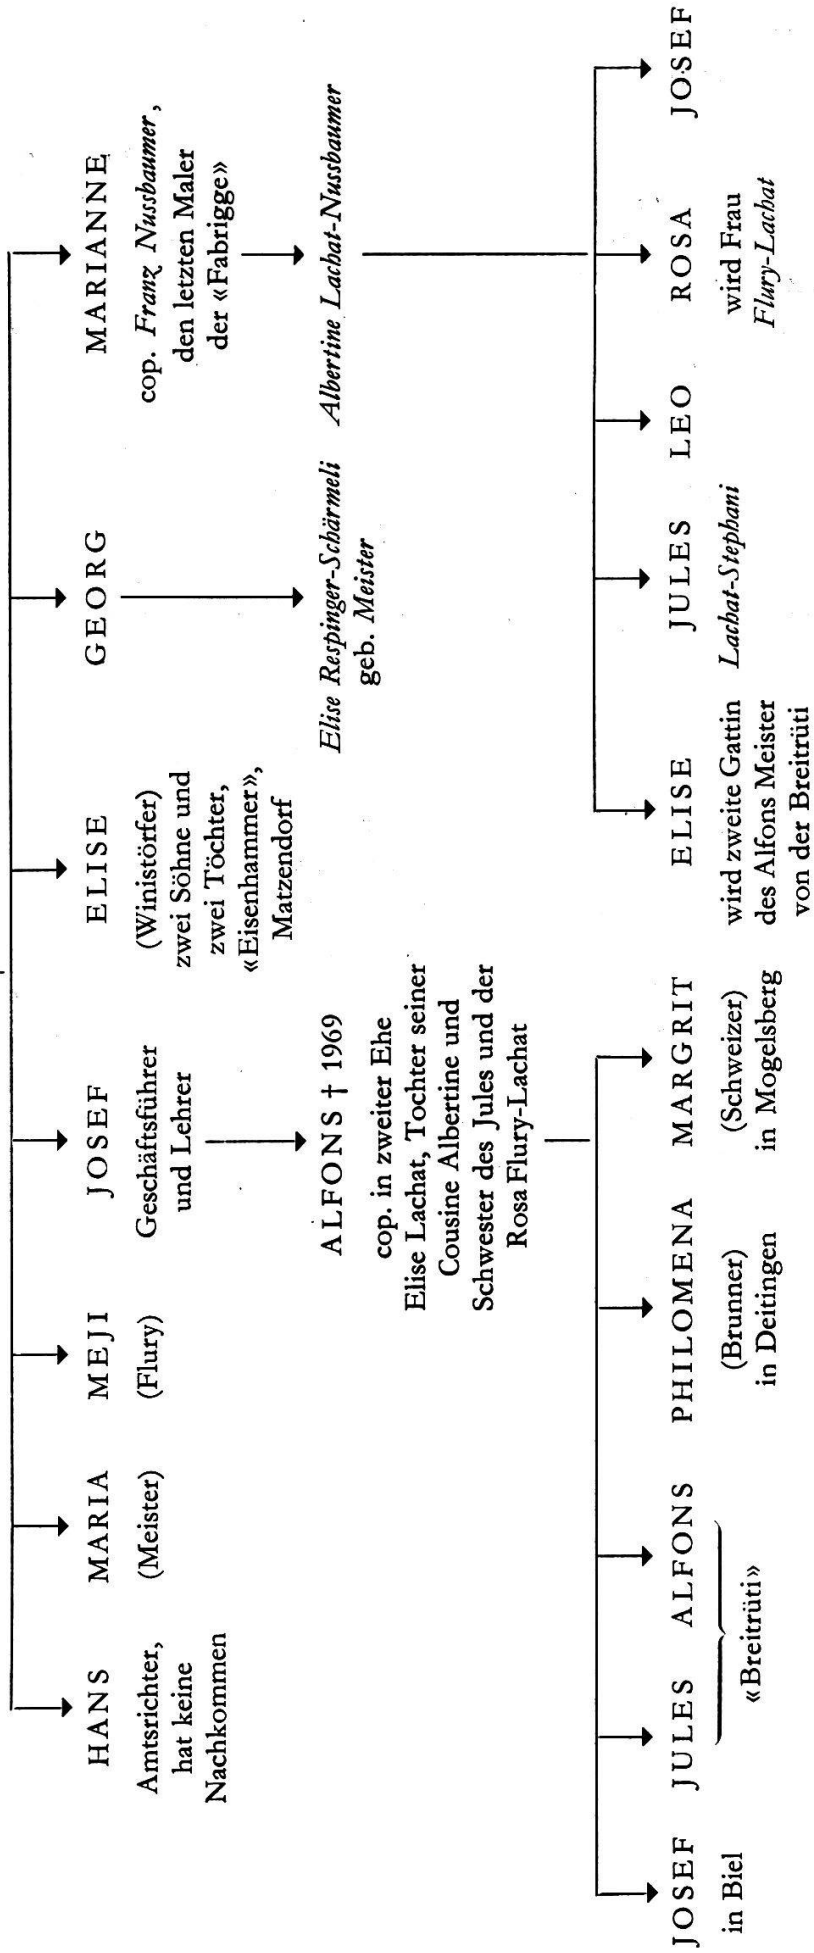 HANS
Amtsrichter,
hat keine
Nachkommen
MARIA
(Meister)
MEJI
(Flury)
JOSEF
Geschäftsführer
und Lehrer
ELISE
(Winistörfer)
zwei Söhne und
zwei Töchter,
«Eisenhammer»,
Matzendorf
GEORG
MARIANNE
cop. Franz Nussbaumer,
den letzten Maler
der «Fabrigge»
ALFONS † 1969
cop. in zweiter Ehe
Elise Lachat, Tochter seiner
Cousine Albertine und
Schwester des Jules und der
Rosa Flury-Lachat
Elise Respinger-Schärmeli
geb. Meister
Albertine Lachat-Nussbaumer
JOSEF
in Biel
JULES
ALFONS
«Breitrüti»
PHILOMENA
(Brunner)
in Deitingen
MARGRIT
(Schweizer)
in Mogelsberg
ELISE
wird zweite Gattin
des Alfons Meister
von der Breitrüti
JULES
Lachat-Stephani
LEO
ROSA
wird Frau
Flury-Lachat
JOSEF